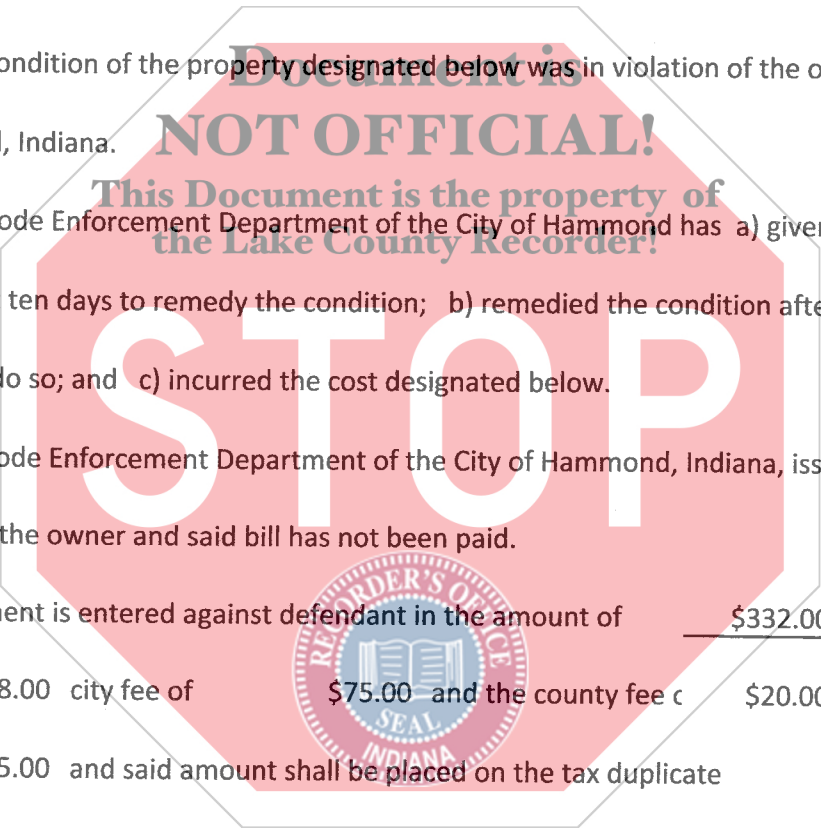 Document is
ondition of the property designated below was in violation of the o
NOT OFFICIAL!
, Indiana.
This Document is the property of
ode Enforcement Department of the City of Hammond has a) given
the Lake County Recorder!
ten days to remedy the condition; b) remedied the condition afte
do so; and c) incurred the cost designated below.
STOP
ode Enforcement Department of the City of Hammond, Indiana, iss
the owner and said bill has not been paid.
ent is entered against defendant in the amount of $332.00
8.00 city fee of $75.00 and the county fee $20.00
5.00 and said amount shall be placed on the tax duplicate
RECORDER'S OFFICE
SEAL
INDIANA